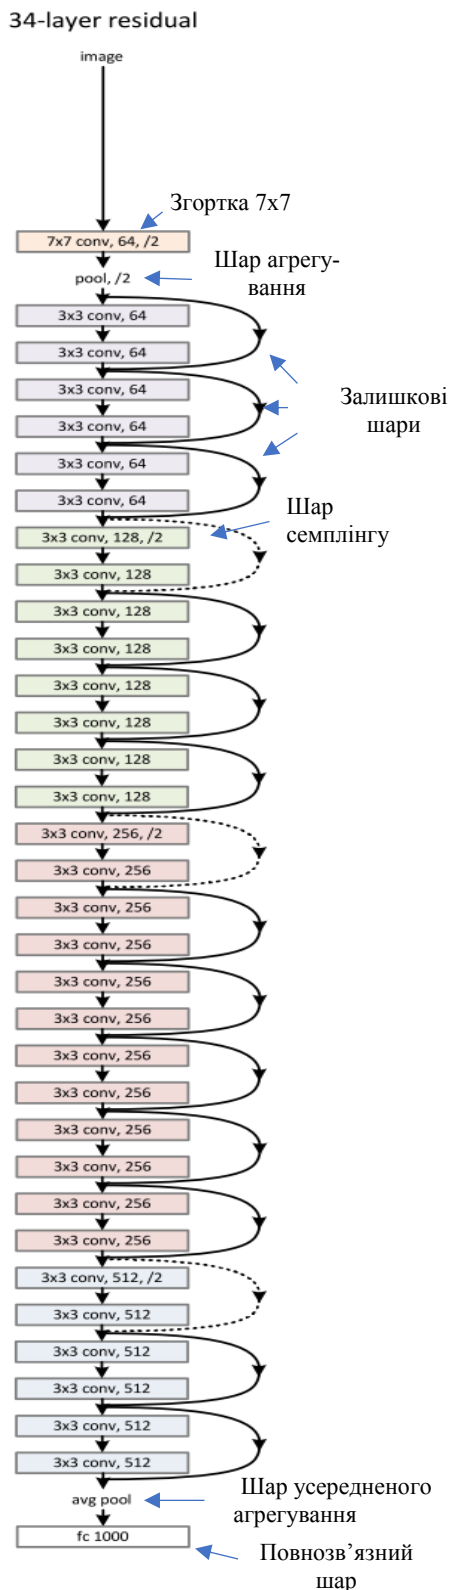 34-layer residual
image
Згортка 7х7
7x7 conv, 64, /2
Шар агрегу-
вання
pool, /2
3x3 conv, 64
3x3 conv, 64
3x3 conv, 64
Залишкові
шари
3x3 conv, 64
3x3 conv, 64
3x3 conv, 64
Шар
семплінгу
3x3 conv, 128, /2
3x3 conv, 128
3x3 conv, 128
3x3 conv, 128
3x3 conv, 128
3x3 conv, 128
3x3 conv, 128
3x3 conv, 128
3x3 conv, 256, /2
3x3 conv, 256
3x3 conv, 256
3x3 conv, 256
3x3 conv, 256
3x3 conv, 256
3x3 conv, 256
3x3 conv, 256
3x3 conv, 256
3x3 conv, 256
3x3 conv, 256
3x3 conv, 256
3x3 conv, 512, /2
3x3 conv, 512
3x3 conv, 512
3x3 conv, 512
3x3 conv, 512
3x3 conv, 512
Шар усередненого
агрегування
avg pool
fc 1000
Повнозв’язний
шар